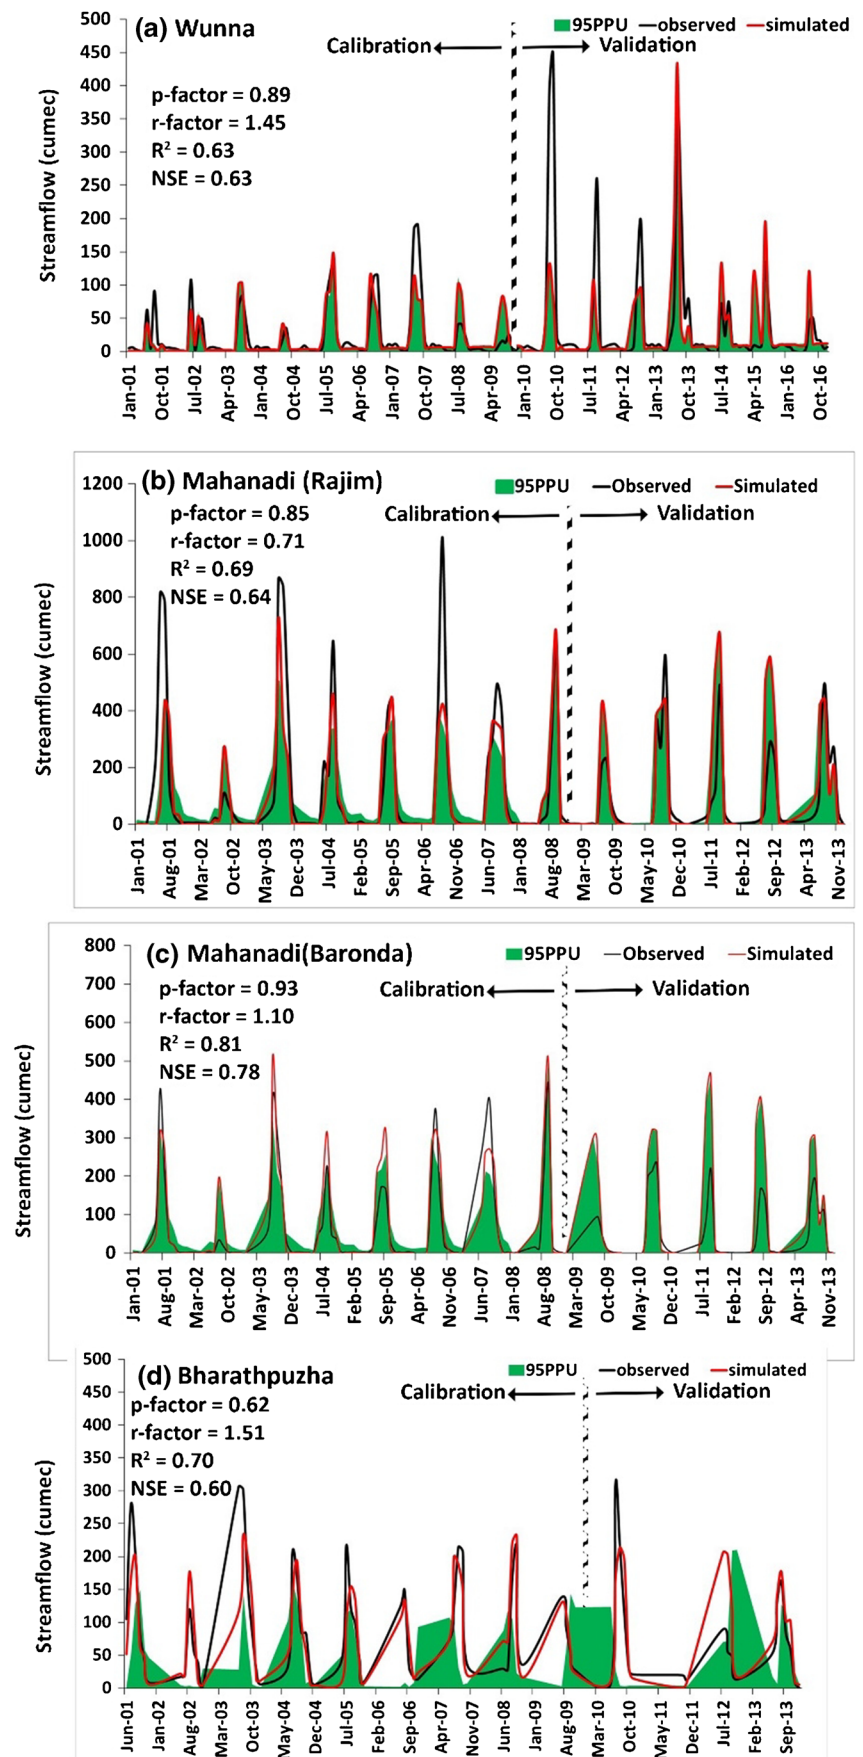 (a) Wunna
95PPU observed simulated
Calibration Validation
p-factor = 0.89
r-factor = 1.45
R² = 0.63
NSE = 0.63
Streamflow (cumec)
500
450
400
350
300
250
200
150
100
50
0
Jan-01 Oct-01 Jul-02 Apr-03 Jan-04 Oct-04 Jul-05 Apr-06 Jan-07 Oct-07 Jul-08 Apr-09 Jan-10 Oct-10 Jul-11 Apr-12 Jan-13 Oct-13 Jul-14 Apr-15 Jan-16 Oct-16
(b) Mahanadi (Rajim)
95PPU Observed Simulated
Calibration Validation
p-factor = 0.85
r-factor = 0.71
R² = 0.69
NSE = 0.64
Streamflow (cumec)
1200
1000
800
600
400
200
0
Jan-01 Aug-01 Mar-02 Oct-02 May-03 Dec-03 Jul-04 Feb-05 Sep-05 Apr-06 Nov-06 Jun-07 Jan-08 Aug-08 Mar-09 Oct-09 May-10 Dec-10 Jul-11 Feb-12 Sep-12 Apr-13 Nov-13
(c) Mahanadi(Baronda)
95PPU Observed Simulated
Calibration Validation
p-factor = 0.93
r-factor = 1.10
R² = 0.81
NSE = 0.78
Streamflow (cumec)
800
700
600
500
400
300
200
100
0
Jan-01 Aug-01 Mar-02 Oct-02 May-03 Dec-03 Jul-04 Feb-05 Sep-05 Apr-06 Nov-06 Jun-07 Jan-08 Aug-08 Mar-09 Oct-09 May-10 Dec-10 Jul-11 Feb-12 Sep-12 Apr-13 Nov-13
(d) Bharathpuzha
95PPU observed simulated
Calibration Validation
p-factor = 0.62
r-factor = 1.51
R² = 0.70
NSE = 0.60
Streamflow (cumec)
500
450
400
350
300
250
200
150
100
50
0
Jun-01 Jan-02 Aug-02 Mar-03 Oct-03 May-04 Dec-04 Jul-05 Feb-06 Sep-06 Apr-07 Nov-07 Jun-08 Jan-09 Aug-09 Mar-10 Oct-10 May-11 Dec-11 Jul-12 Feb-13 Sep-13